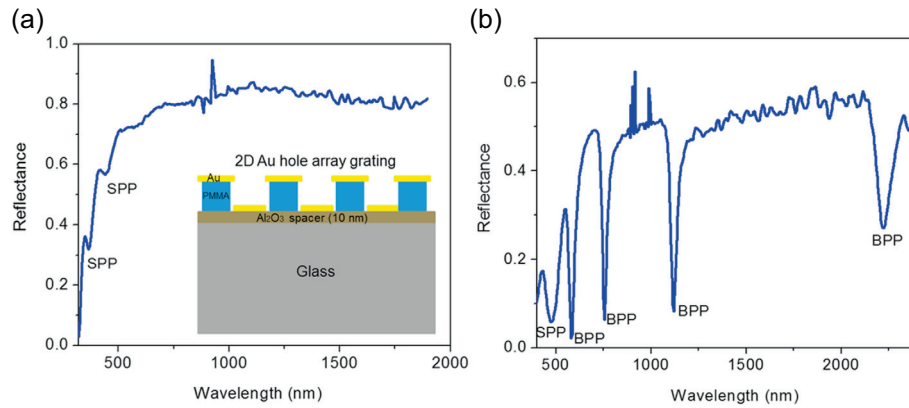 (a)
1.0
0.8
0.6
0.4
0.2
0.0
Reflectance
SPP
SPP
2D Au hole array grating
Au
PMMA
Al2O3 spacer (10 nm)
Glass
500
1000
1500
2000
Wavelength (nm)
(b)
0.6
0.4
0.2
0.0
Reflectance
SPP
BPP
BPP
BPP
BPP
500
1000
1500
2000
Wavelength (nm)